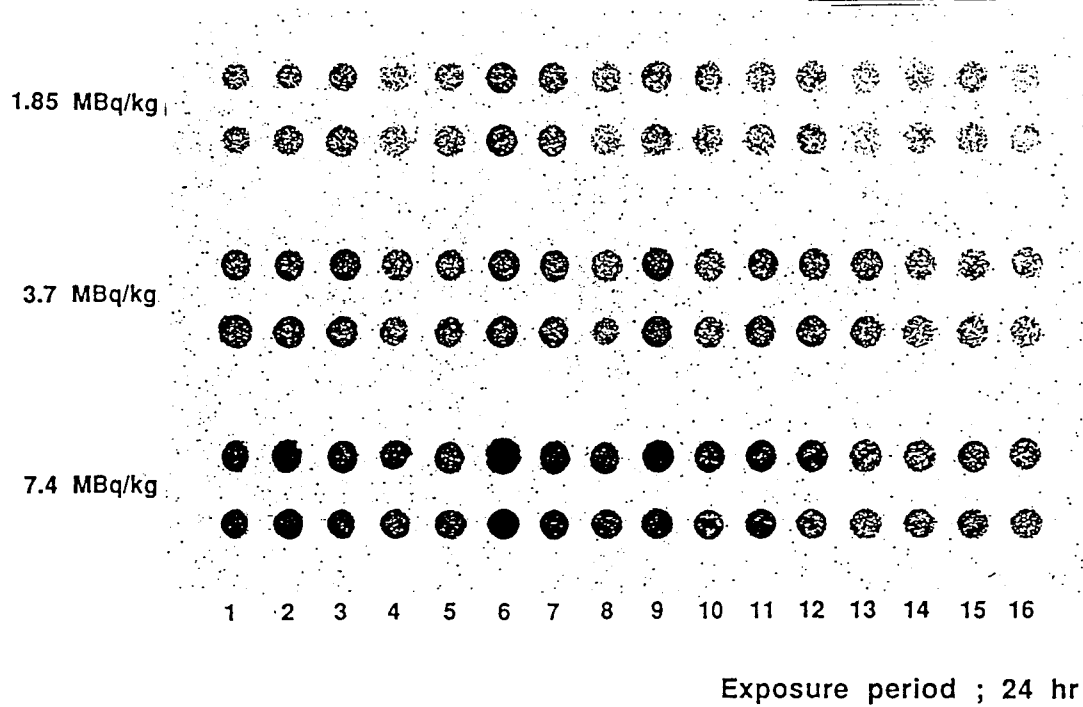 1.85 MBq/kg
3.7 MBq/kg
7.4 MBq/kg
1 2 3 4 5 6 7 8 9 10 11 12 13 14 15 16
Exposure period ; 24 hr